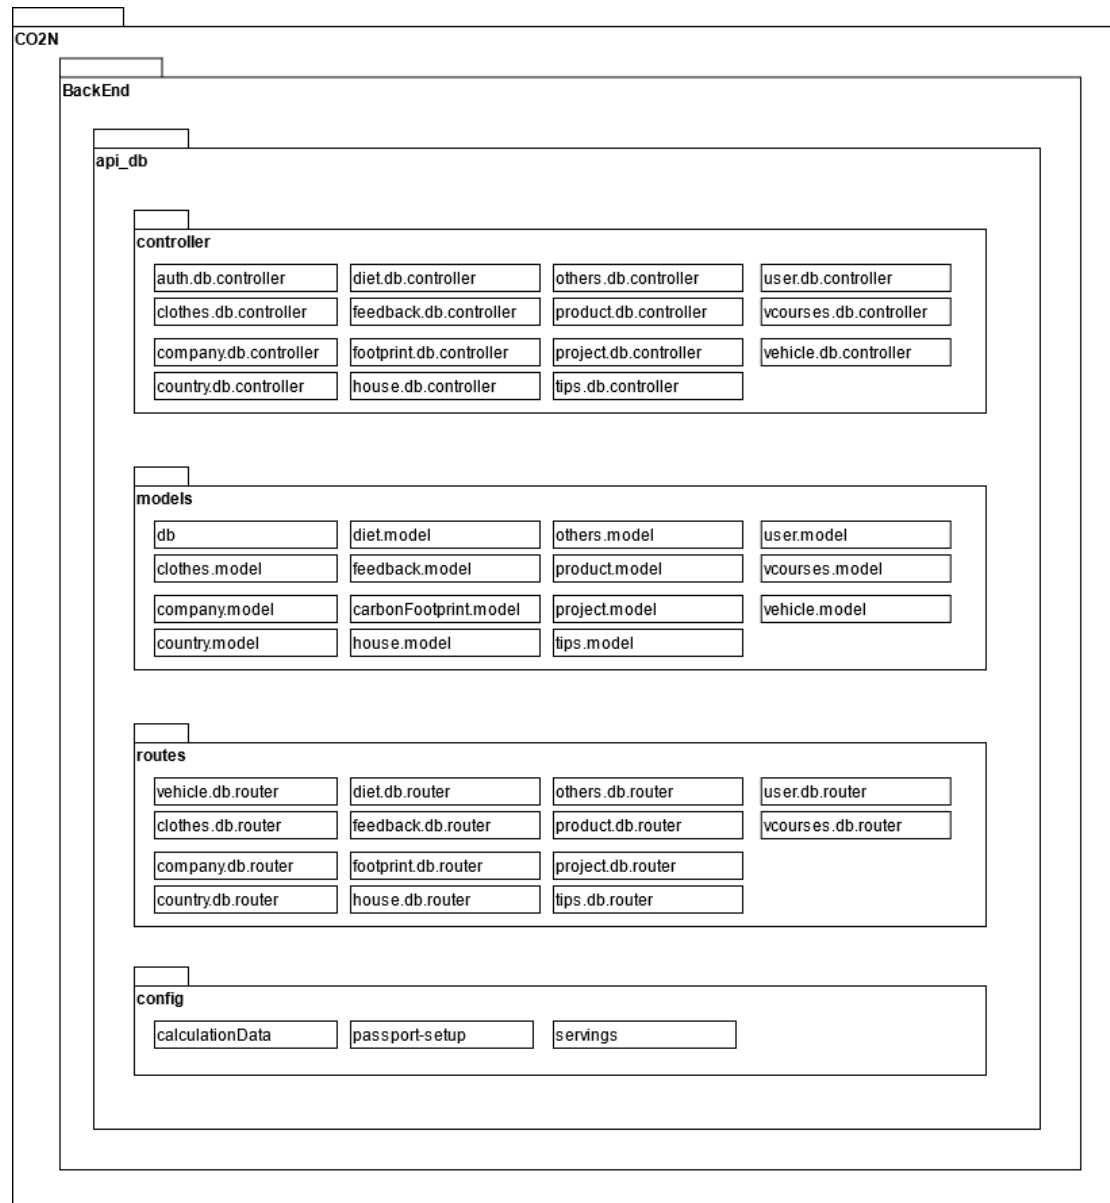 CO2N
BackEnd
api_db
controller
auth.db.controller diet.db.controller others.db.controller user.db.controller
clothes.db.controller feedback.db.controller product.db.controller vcourses.db.controller
company.db.controller footprint.db.controller project.db.controller vehicle.db.controller
country.db.controller house.db.controller tips.db.controller
models
db diet.model others.model user.model
clothes.model feedback.model product.model vcourses.model
company.model carbonFootprint.model project.model vehicle.model
country.model house.model tips.model
routes
vehicle.db.router diet.db.router others.db.router user.db.router
clothes.db.router feedback.db.router product.db.router vcourses.db.router
company.db.router footprint.db.router project.db.router
country.db.router house.db.router tips.db.router
config
calculationData passport-setup servings